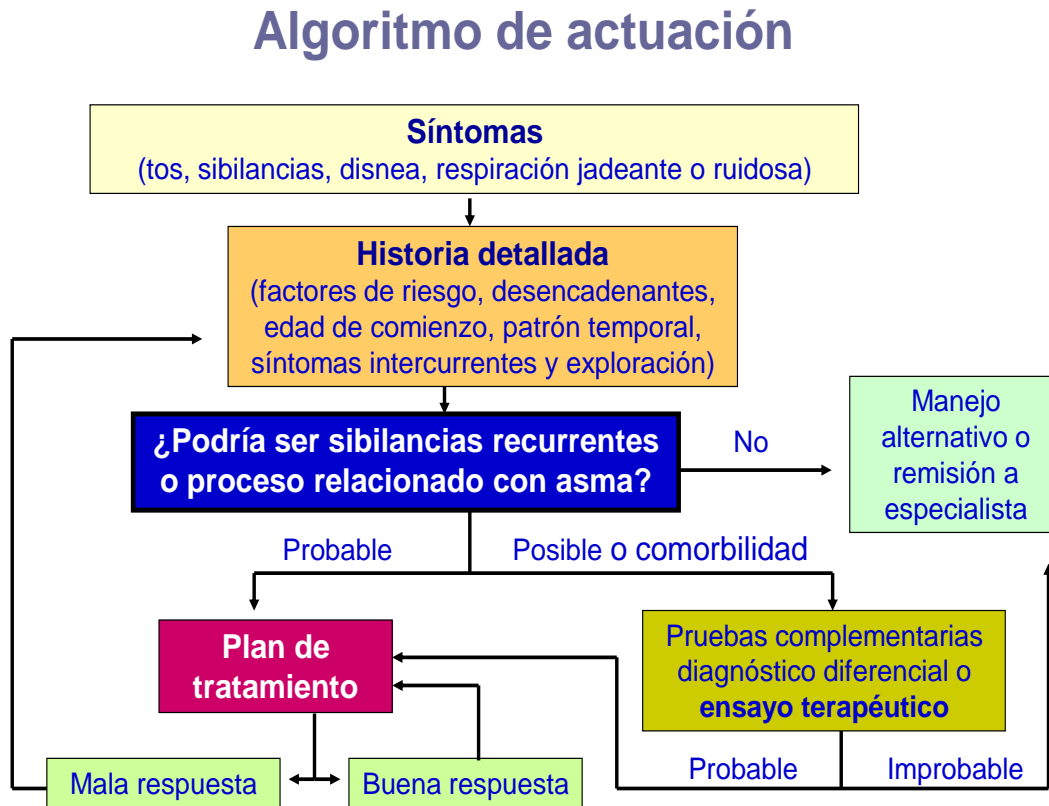 Algoritmo de actuación
Síntomas
(tos, sibilancias, disnea, respiración jadeante o ruidosa)
Historia detallada
(factores de riesgo, desencadenantes,
edad de comienzo, patrón temporal,
síntomas intercurrentes y exploración)
¿Podría ser sibilancias recurrentes
o proceso relacionado con asma?
No
Manejo
alternativo o
remisión a
especialista
Probable
Posible o comorbilidad
Plan de
tratamiento
Pruebas complementarias
diagnóstico diferencial o
ensayo terapéutico
Mala respuesta
Buena respuesta
Probable
Improbable